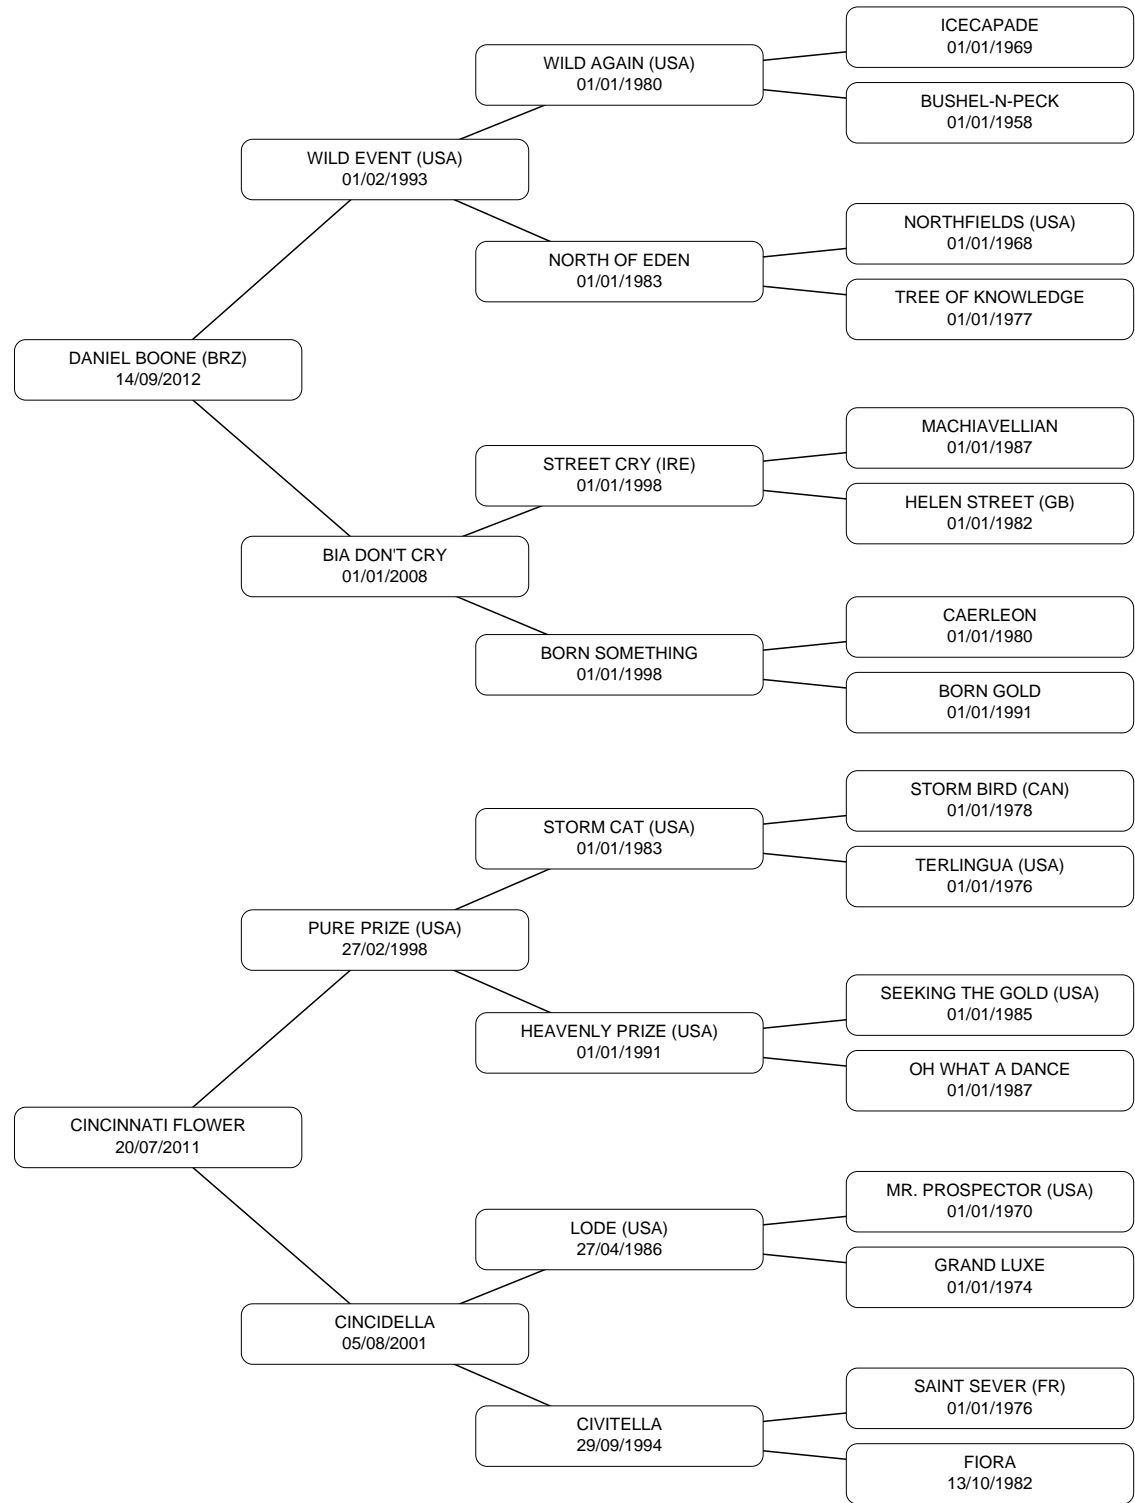 ICECAPADE
01/01/1969
WILD AGAIN (USA)
01/01/1980
BUSHEL-N-PECK
01/01/1958
WILD EVENT (USA)
01/02/1993
NORTHFIELDS (USA)
01/01/1968
NORTH OF EDEN
01/01/1983
TREE OF KNOWLEDGE
01/01/1977
DANIEL BOONE (BRZ)
14/09/2012
MACHIAVELLIAN
01/01/1987
STREET CRY (IRE)
01/01/1998
HELEN STREET (GB)
01/01/1982
BIA DON'T CRY
01/01/2008
CAERLEON
01/01/1980
BORN SOMETHING
01/01/1998
BORN GOLD
01/01/1991
STORM BIRD (CAN)
01/01/1978
STORM CAT (USA)
01/01/1983
TERLINGUA (USA)
01/01/1976
PURE PRIZE (USA)
27/02/1998
SEEKING THE GOLD (USA)
01/01/1985
HEAVENLY PRIZE (USA)
01/01/1991
OH WHAT A DANCE
01/01/1987
CINCINNATI FLOWER
20/07/2011
MR. PROSPECTOR (USA)
01/01/1970
LODE (USA)
27/04/1986
GRAND LUXE
01/01/1974
CINCIDELLA
05/08/2001
SAINT SEVER (FR)
01/01/1976
CIVITELLA
29/09/1994
FIORA
13/10/1982